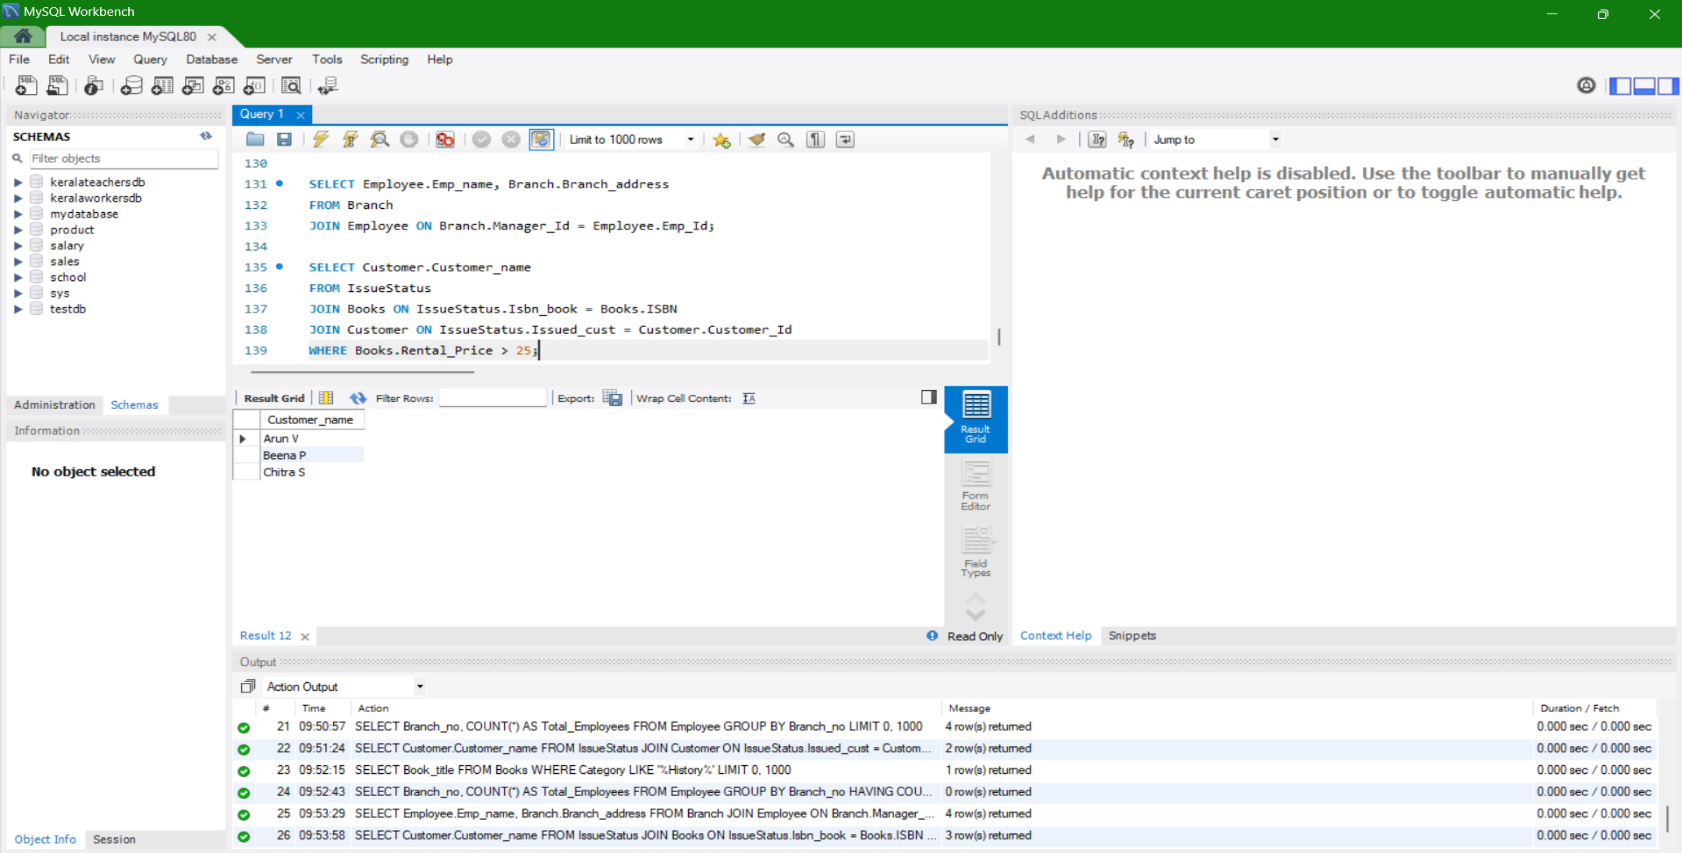 MySQL Workbench
Local instance MySQL80
File Edit View Query Database Server Tools Scripting Help
Navigator
SCHEMAS
Filter objects
keralateachersdb
keralaworkersdb
mydatabase
product
salary
sales
school
sys
testdb
Administration Schemas
Information
No object selected
Object Info Session
Query 1
Limit to 1000 rows
130
131 SELECT Employee.Emp_name, Branch.Branch_address
132 FROM Branch
133 JOIN Employee ON Branch.Manager_Id = Employee.Emp_Id;
134
135 SELECT Customer.Customer_name
136 FROM IssueStatus
137 JOIN Books ON IssueStatus.Isbn_book = Books.ISBN
138 JOIN Customer ON IssueStatus.Issued_cust = Customer.Customer_Id
139 WHERE Books.Rental_Price > 25;
Result Grid Filter Rows: Export: Wrap Cell Content:
Customer_name
Arun V
Beena P
Chitra S
Result
Grid
Form
Editor
Field
Types
Result 12 Read Only
SQLAdditions
Jump to
Automatic context help is disabled. Use the toolbar to manually get
help for the current caret position or to toggle automatic help.
Context Help Snippets
Output
Action Output
# Time Action Message Duration / Fetch
21 09:50:57 SELECT Branch_no, COUNT(*) AS Total_Employees FROM Employee GROUP BY Branch_no LIMIT 0, 1000 4 row(s) returned 0.000 sec / 0.000 sec
22 09:51:24 SELECT Customer.Customer_name FROM IssueStatus JOIN Customer ON IssueStatus.Issued_cust = Custom... 2 row(s) returned 0.000 sec / 0.000 sec
23 09:52:15 SELECT Book_title FROM Books WHERE Category LIKE '%History%' LIMIT 0, 1000 1 row(s) returned 0.000 sec / 0.000 sec
24 09:52:43 SELECT Branch_no, COUNT(*) AS Total_Employees FROM Employee GROUP BY Branch_no HAVING COU... 0 row(s) returned 0.000 sec / 0.000 sec
25 09:53:29 SELECT Employee.Emp_name, Branch.Branch_address FROM Branch JOIN Employee ON Branch.Manager_... 4 row(s) returned 0.000 sec / 0.000 sec
26 09:53:58 SELECT Customer.Customer_name FROM IssueStatus JOIN Books ON IssueStatus.Isbn_book = Books.ISBN ... 3 row(s) returned 0.000 sec / 0.000 sec